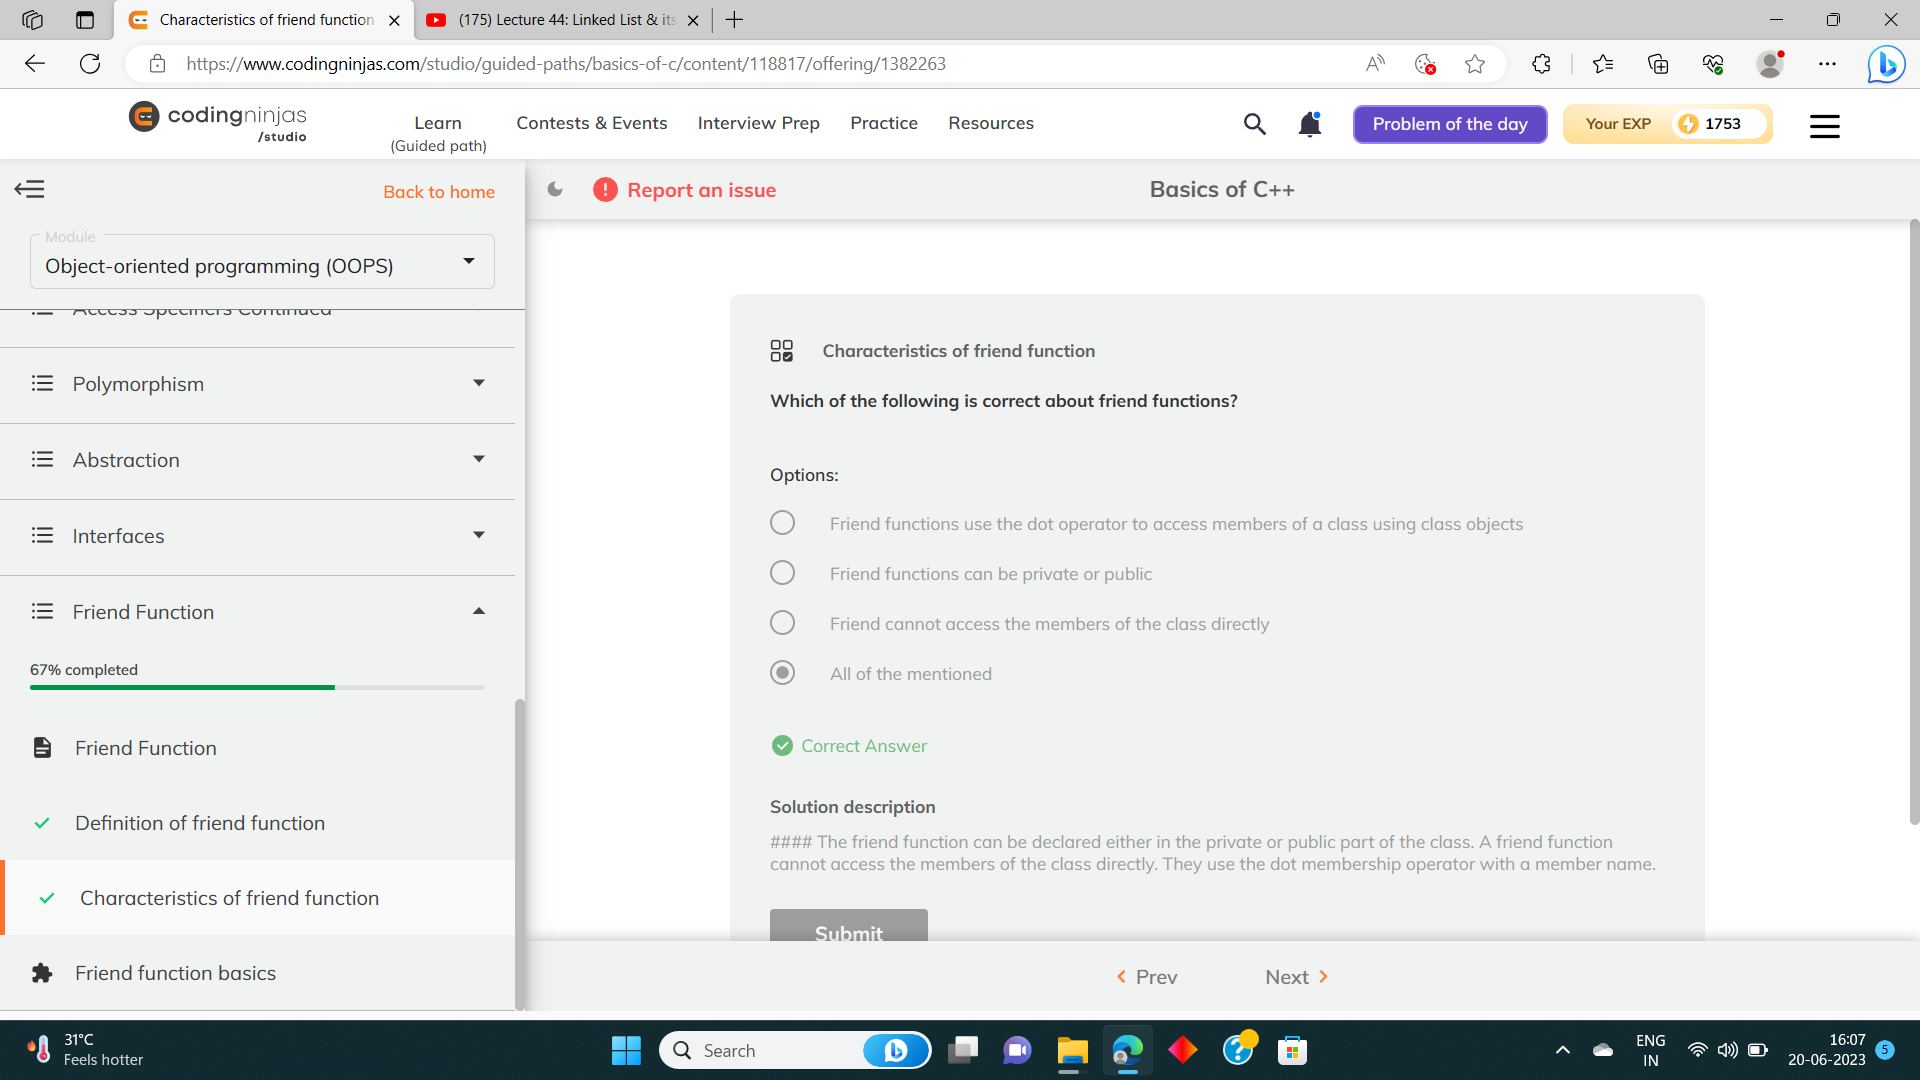 Characteristics of friend function
(175) Lecture 44: Linked List & its
https://www.codingninjas.com/studio/guided-paths/basics-of-c/content/118817/offering/1382263
codingninjas
/studio
Learn
(Guided path)
Contests & Events
Interview Prep
Practice
Resources
Problem of the day
Your EXP
1753
Back to home
Report an issue
Basics of C++
Module
Object-oriented programming (OOPS)
Access Specifiers Continued
Polymorphism
Abstraction
Interfaces
Friend Function
67% completed
Friend Function
Definition of friend function
Characteristics of friend function
Friend function basics
Characteristics of friend function
Which of the following is correct about friend functions?
Options:
Friend functions use the dot operator to access members of a class using class objects
Friend functions can be private or public
Friend cannot access the members of the class directly
All of the mentioned
Correct Answer
Solution description
#### The friend function can be declared either in the private or public part of the class. A friend function
cannot access the members of the class directly. They use the dot membership operator with a member name.
Submit
Prev
Next
31°C
Feels hotter
Search
ENG
IN
16:07
20-06-2023
5